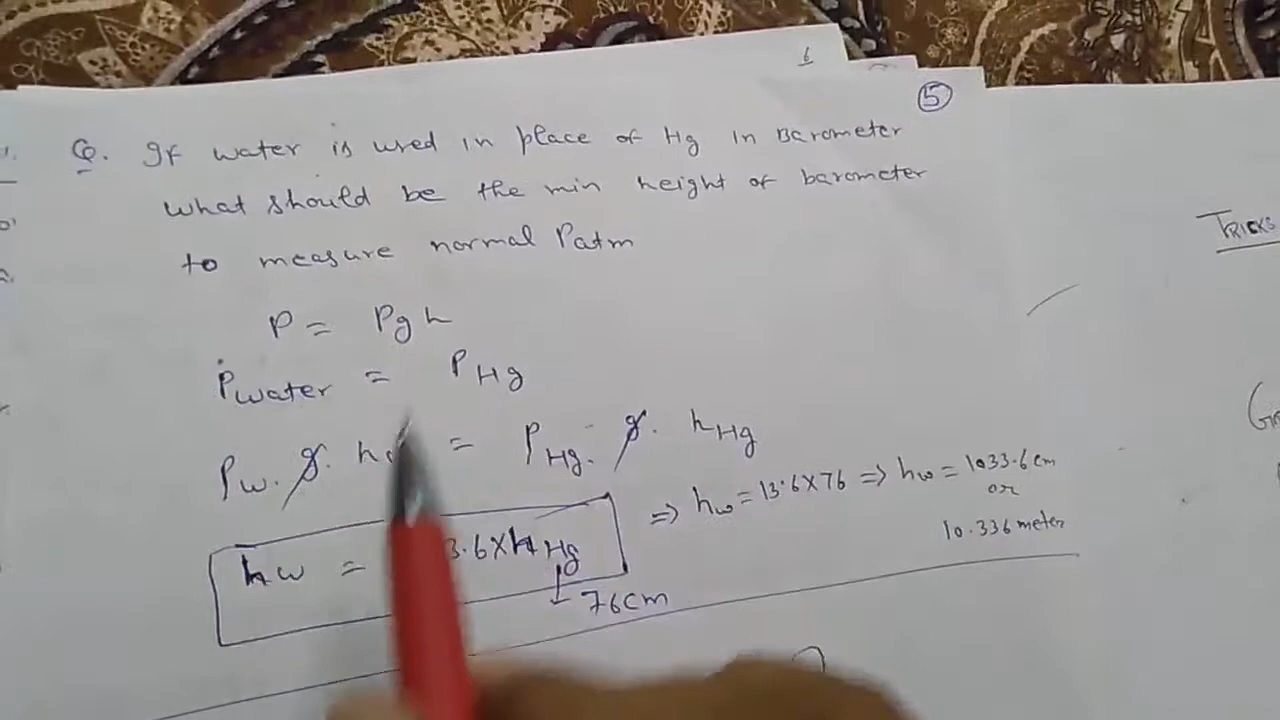 6
5
Q. If water is used in place of Hg in Barometer
What should be the min height of barometer
to measure normal Patm
P = ρgh
Pwater = PHg
ρw. g. h = ρHg. g. hHg
hw = 3.6×hHg
76cm
⇒ hw = 13.6×76 ⇒ hw = 1033.6 cm
or
10.336 meter
TRICKS